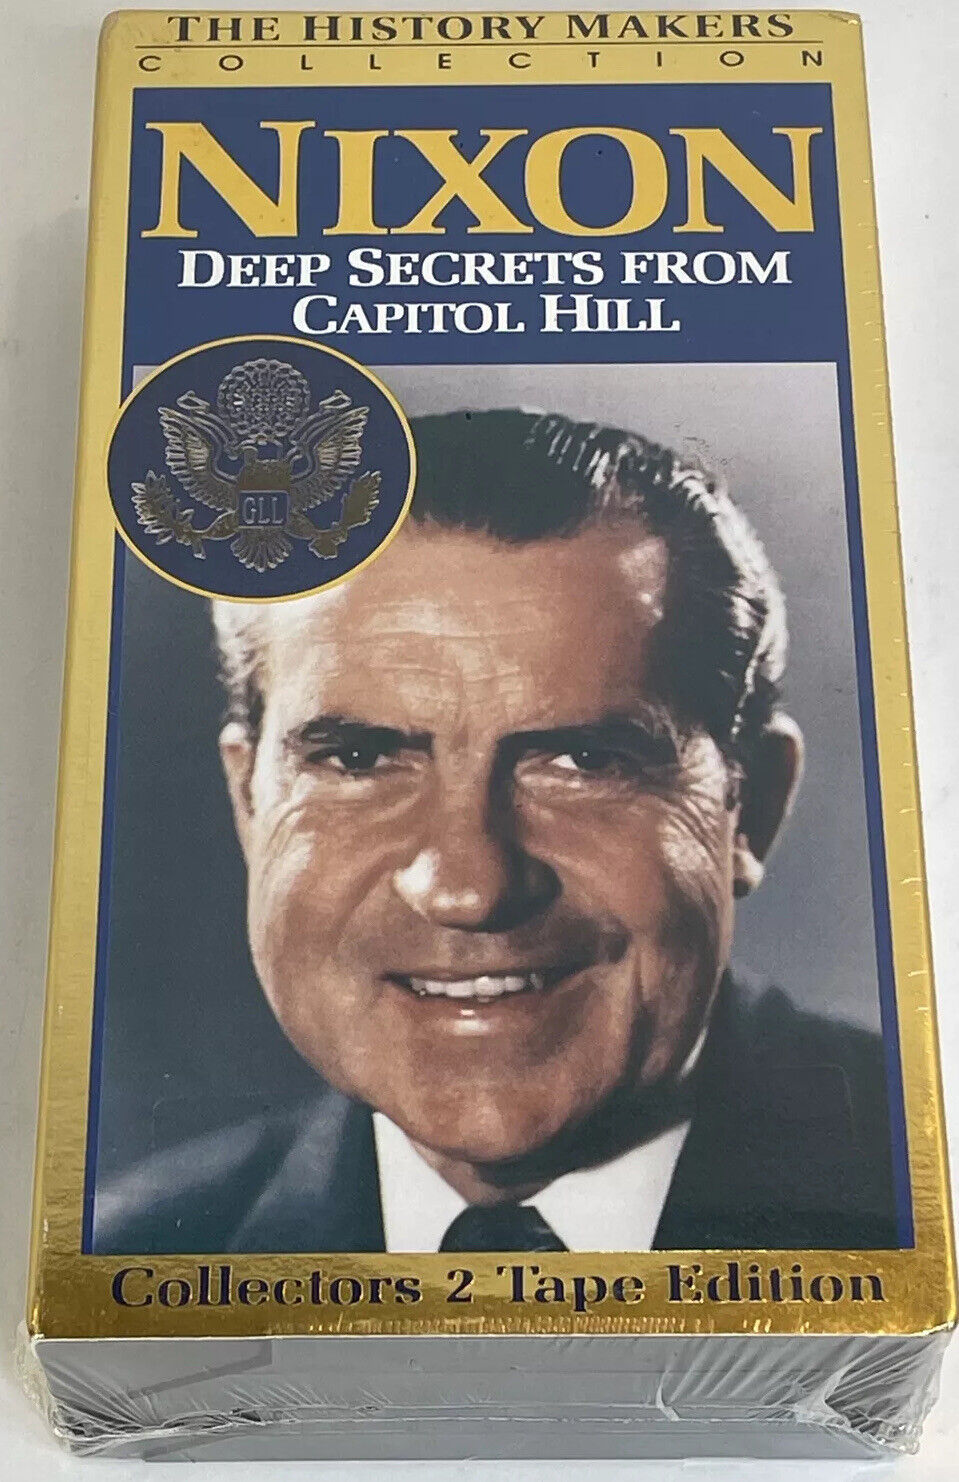 THE HISTORY MAKERS
COLLECTION
NIXON
DEEP SECRETS FROM
CAPITOL HILL
GLL
Collectors 2 Tape Edition